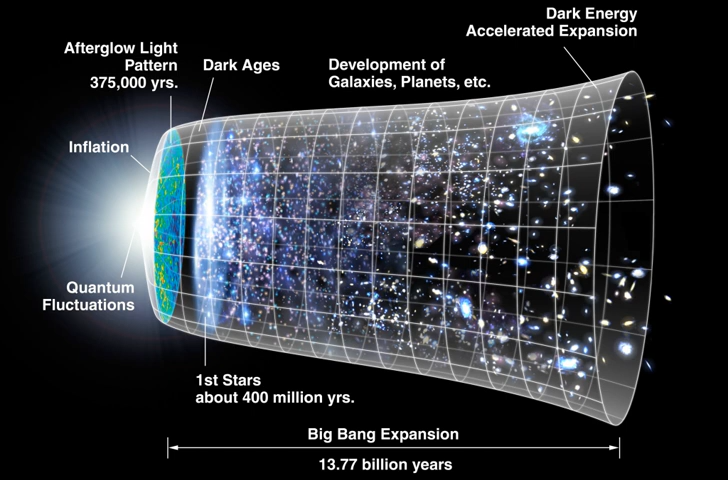 Dark Energy
Accelerated Expansion
Afterglow Light
Pattern
375,000 yrs.
Dark Ages
Development of
Galaxies, Planets, etc.
Inflation
Quantum
Fluctuations
1st Stars
about 400 million yrs.
Big Bang Expansion
13.77 billion years